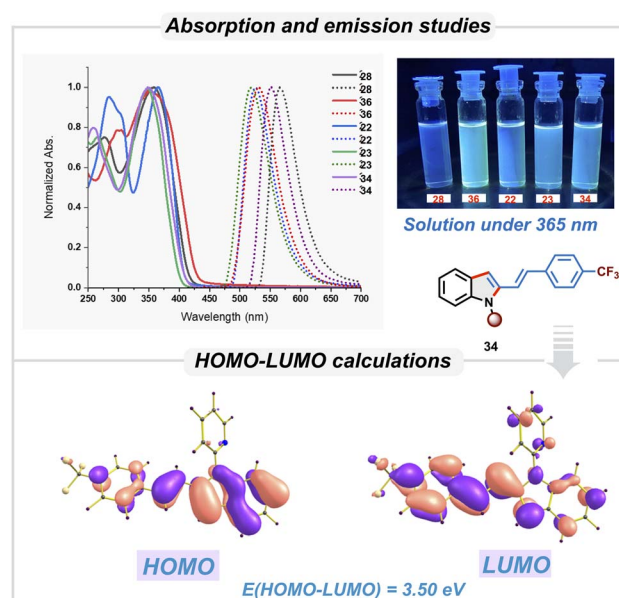 Absorption and emission studies
Normalized Abs.
1.0
0.8
0.6
0.4
0.2
0.0
250 300 350 400 450 500 550 600 650 700
Wavelength (nm)
28
28
36
36
22
22
23
23
34
34
28 36 22 23 34
Solution under 365 nm
CF3
N
34
HOMO-LUMO calculations
HOMO
LUMO
E(HOMO-LUMO) = 3.50 eV